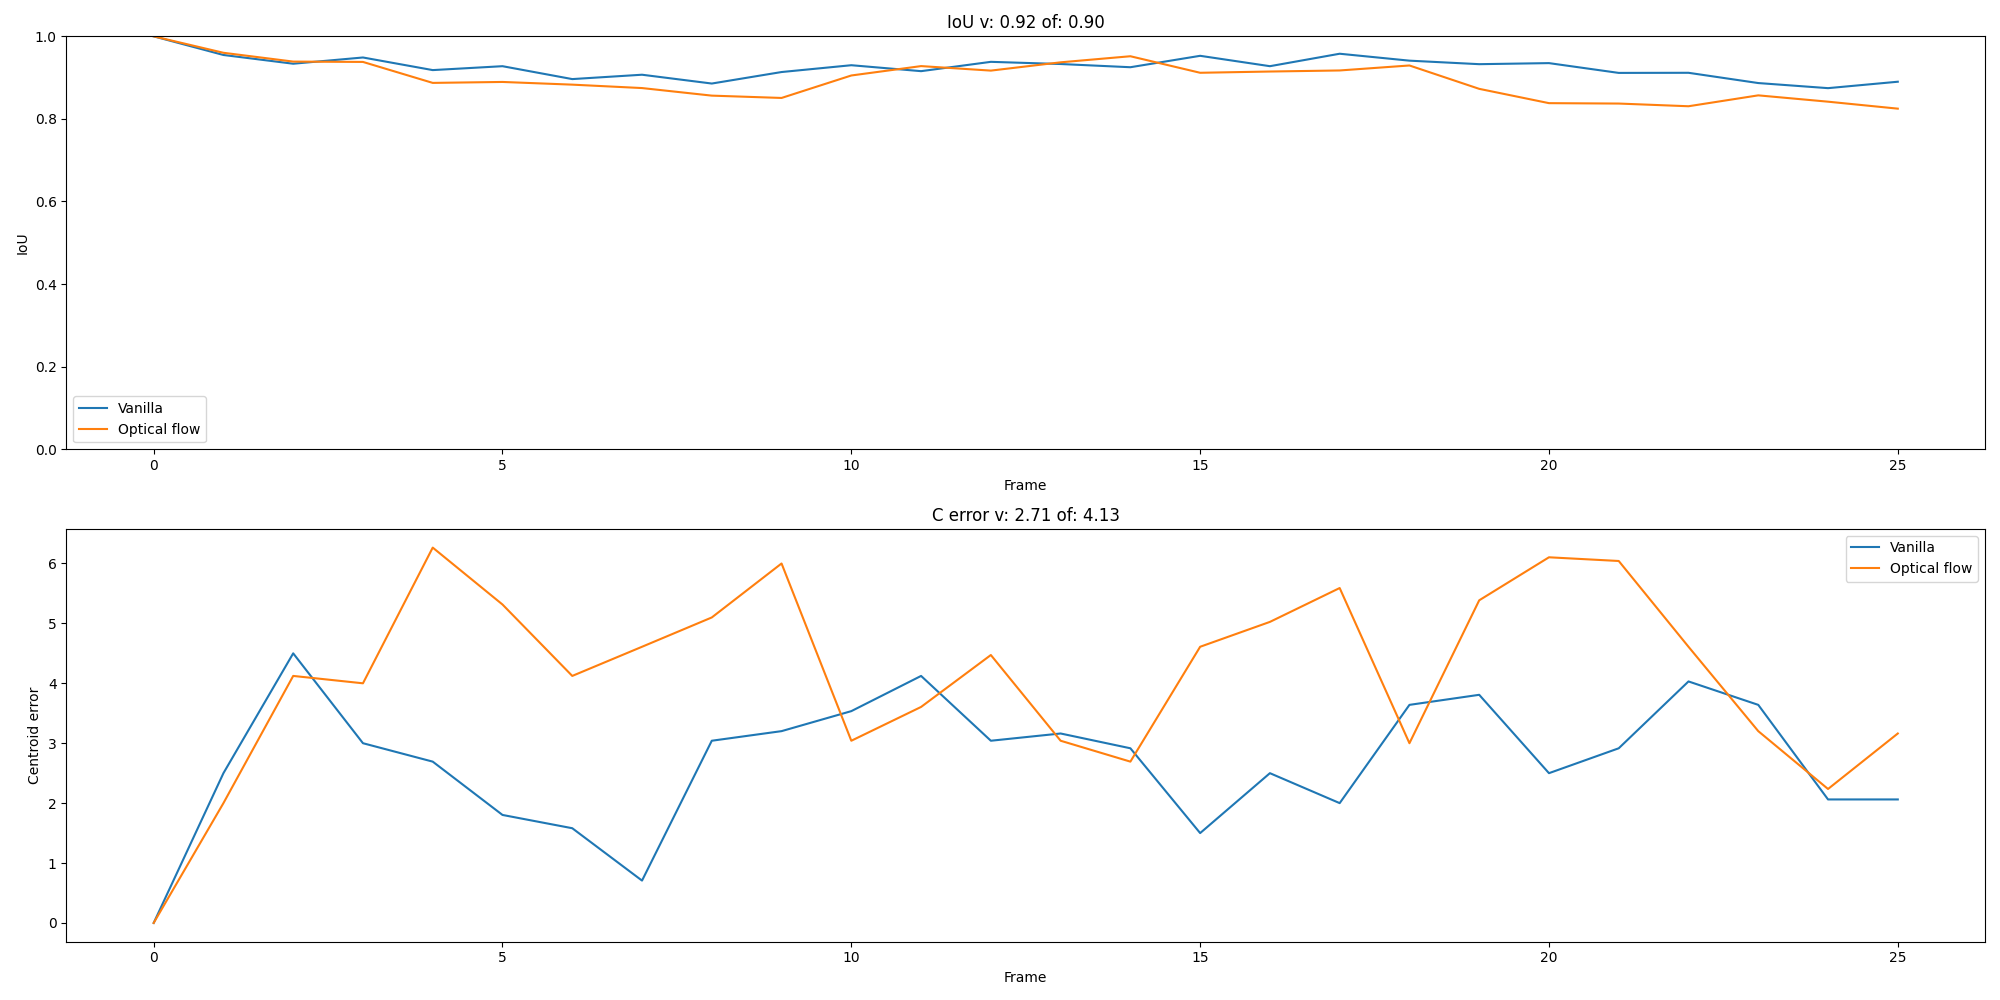 IoU v: 0.92 of: 0.90
1.0
0.8
0.6
0.4
0.2
0.0
IoU
Vanilla
Optical flow
0 5 10 15 20 25
Frame
C error v: 2.71 of: 4.13
6
5
4
3
2
1
0
Centroid error
Vanilla
Optical flow
0 5 10 15 20 25
Frame